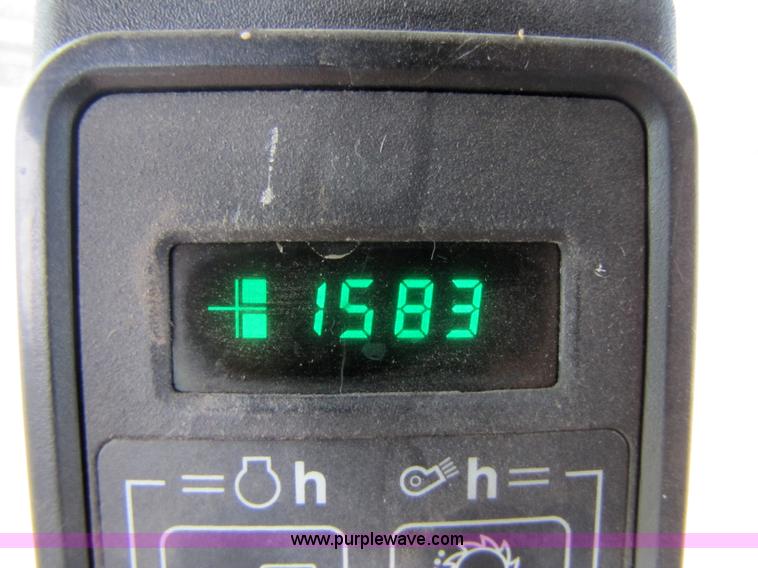 1583
= h h =
www.purplewave.com